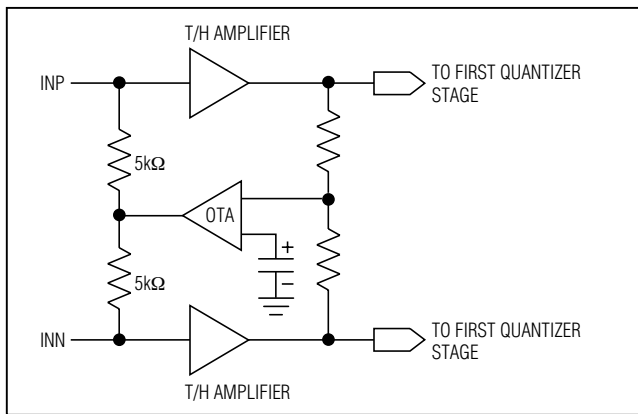 T/H AMPLIFIER
INP
TO FIRST QUANTIZER
STAGE
5kΩ
OTA
+
−
5kΩ
INN
TO FIRST QUANTIZER
STAGE
T/H AMPLIFIER